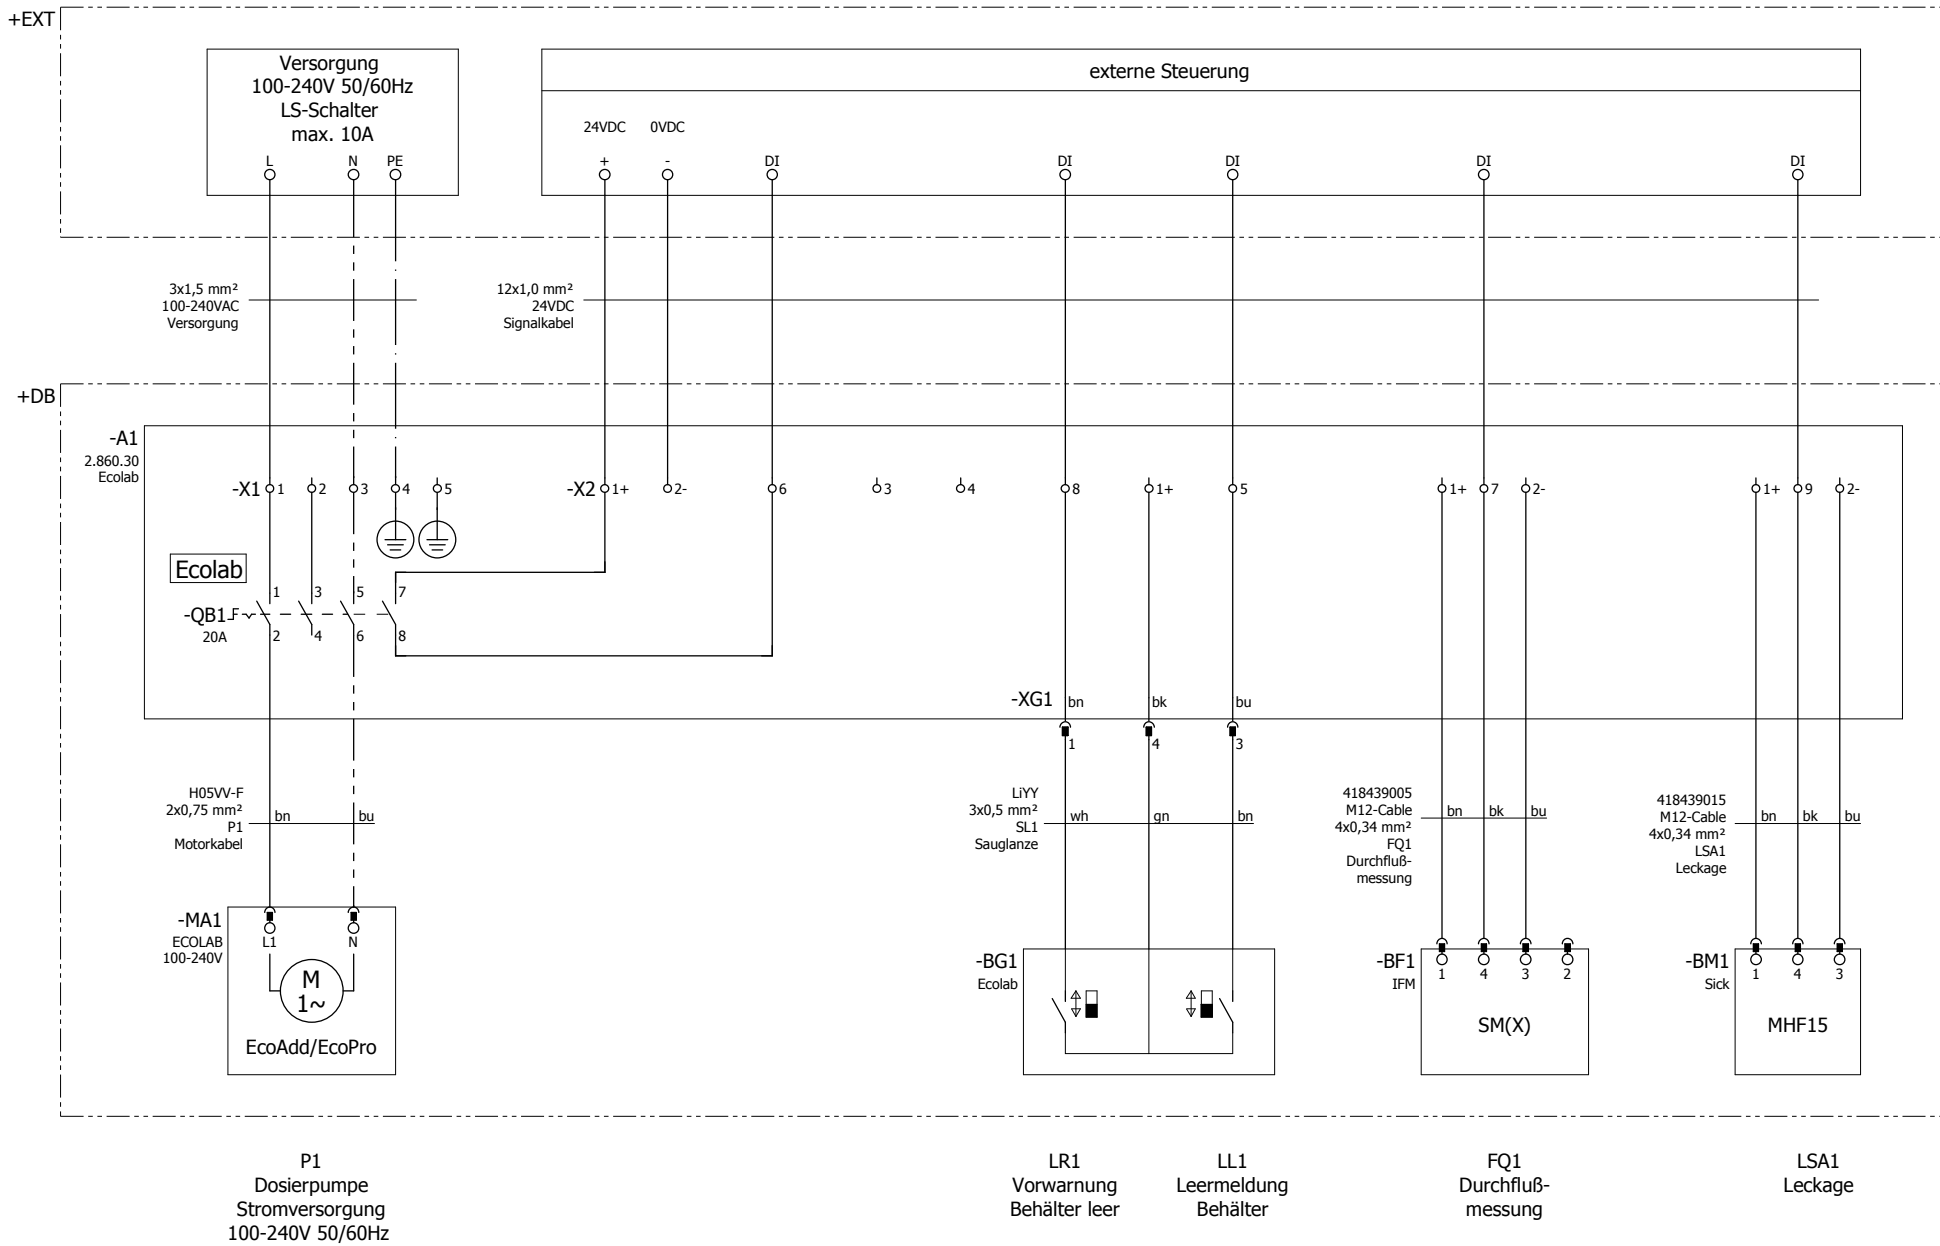 +EXT
Versorgung
100-240V 50/60Hz
LS-Schalter
max. 10A
L N PE
externe Steuerung
24VDC 0VDC
+ - DI DI DI DI DI
3x1,5 mm²
100-240VAC
Versorgung
12x1,0 mm²
24VDC
Signalkabel
+DB
-A1
2.860.30
Ecolab
-X1 1 2 3 4 5
-X2 1+ 2- 6 3 4 8 1+ 5 1+ 7 2- 1+ 9 2-
Ecolab
1 3 5 7
-QB1
20A
2 4 6 8
-XG1 bn bk bu
1 4 3
H05VV-F
2x0,75 mm²
P1
Motorkabel
bn bu
LiYY
3x0,5 mm²
SL1
Sauglanze
wh gn bn
418439005
M12-Cable
4x0,34 mm²
FQ1
Durchfluß-
messung
bn bk bu
418439015
M12-Cable
4x0,34 mm²
LSA1
Leckage
bn bk bu
-MA1
ECOLAB
100-240V
L1 N
M
1~
EcoAdd/EcoPro
-BG1
Ecolab
-BF1
IFM
1 4 3 2
SM(X)
-BM1
Sick
1 4 3
MHF15
P1
Dosierpumpe
Stromversorgung
100-240V 50/60Hz
LR1
Vorwarnung
Behälter leer
LL1
Leermeldung
Behälter
FQ1
Durchfluß-
messung
LSA1
Leckage